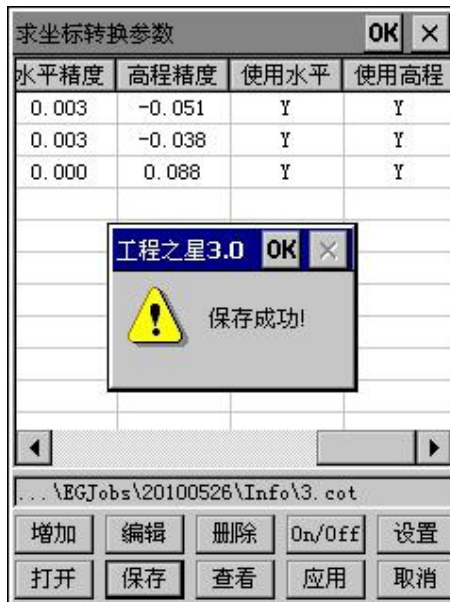 求坐标转换参数 OK ×
水平精度 高程精度 使用水平 使用高程
0.003 -0.051 Y Y
0.003 -0.038 Y Y
0.000 0.088 Y Y
工程之星3.0 OK ×
保存成功!
...\EGJobs\20100526\Info\3.cot
增加 编辑 删除 On/Off 设置
打开 保存 查看 应用 取消